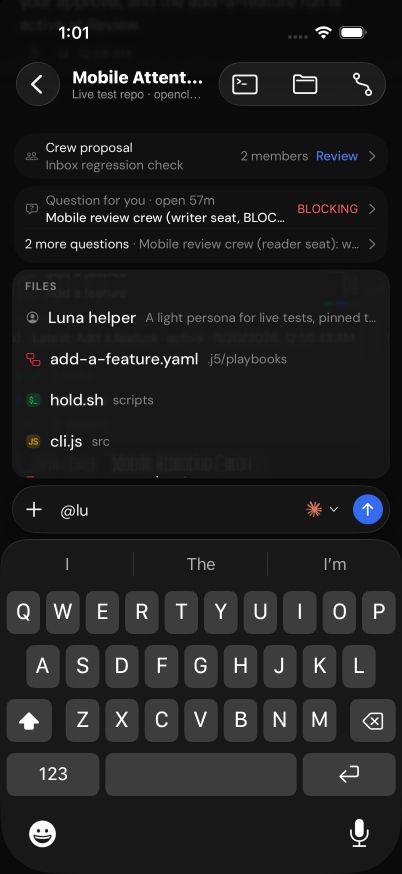 1:01
Mobile Attent...
Live test repo · opencl...
Crew proposal
Inbox regression check
2 members Review
Question for you · open 57m
Mobile review crew (writer seat, BLOC...
BLOCKING
2 more questions · Mobile review crew (reader seat): w...
FILES
Luna helper A light persona for live tests, pinned t...
add-a-feature.yaml .j5/playbooks
hold.sh scripts
JS cli.js src
@lu
I The I'm
Q W E R T Y U I O P
A S D F G H J K L
Z X C V B N M
123